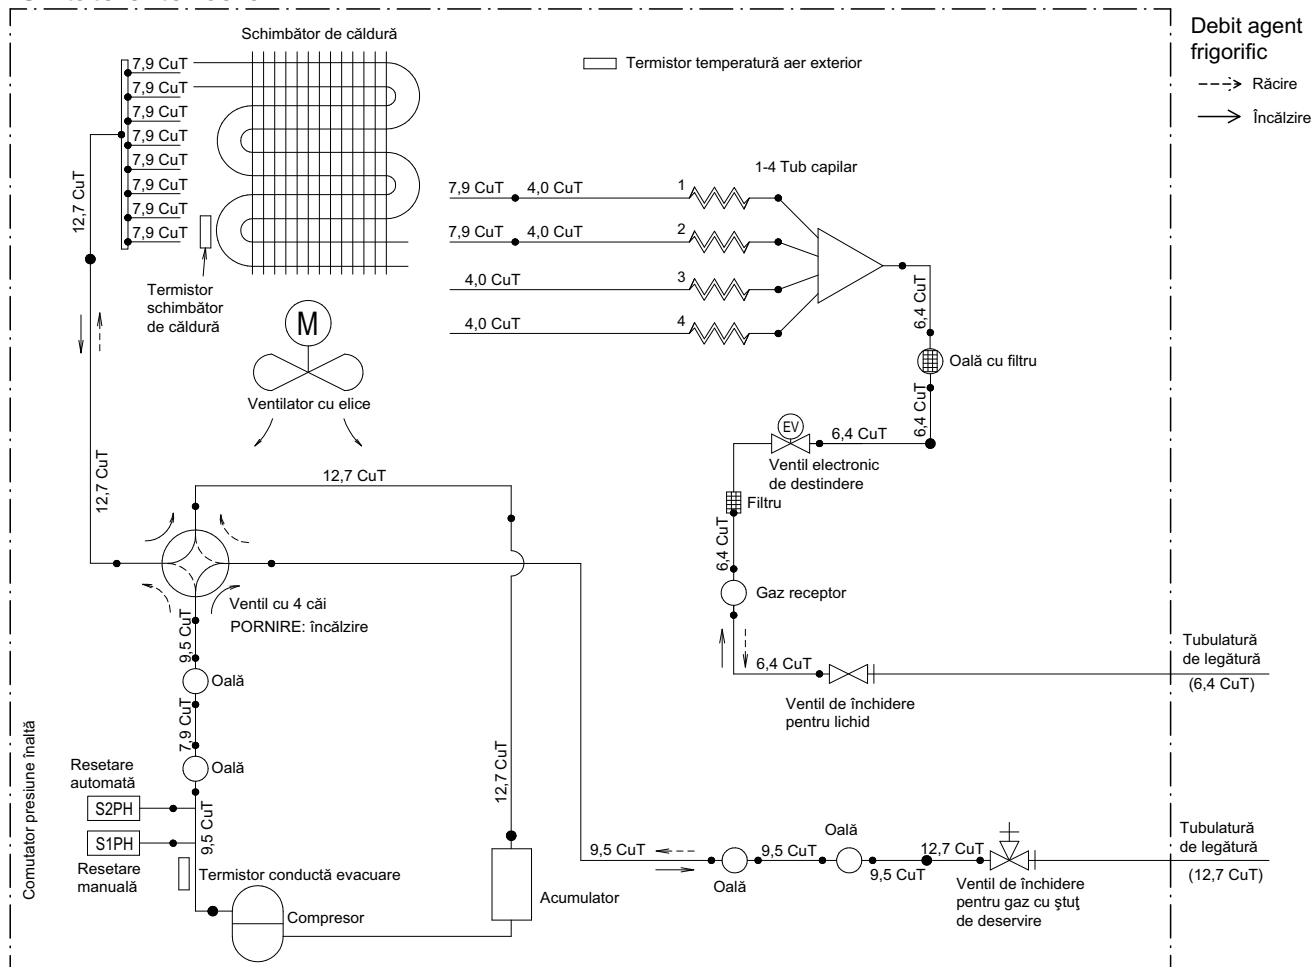 Schimbător de căldură
Termistor temperatură aer exterior
Debit agent
frigorific
Răcire
Încălzire
7,9 CuT
7,9 CuT
7,9 CuT
7,9 CuT
7,9 CuT
7,9 CuT
7,9 CuT
7,9 CuT
12,7 CuT
Termistor
schimbător
de căldură
1-4 Tub capilar
7,9 CuT
4,0 CuT
1
7,9 CuT
4,0 CuT
2
4,0 CuT
3
4,0 CuT
4
6,4 CuT
Oală cu filtru
6,4 CuT
M
Ventilator cu elice
EV
6,4 CuT
Ventil electronic
de destindere
Filtru
6,4 CuT
Gaz receptor
12,7 CuT
12,7 CuT
Ventil cu 4 căi
PORNIRE: încălzire
9,5 CuT
Oală
7,9 CuT
Oală
6,4 CuT
Ventil de închidere
pentru lichid
Tubulatură
de legătură
(6,4 CuT)
Comutator presiune înaltă
Resetare
automată
S2PH
S1PH
Resetare
manuală
9,5 CuT
Termistor conductă evacuare
Compresor
12,7 CuT
Acumulator
9,5 CuT
Oală
9,5 CuT
Oală
9,5 CuT
12,7 CuT
Ventil de închidere
pentru gaz cu ştuţ
de deservire
Tubulatură
de legătură
(12,7 CuT)